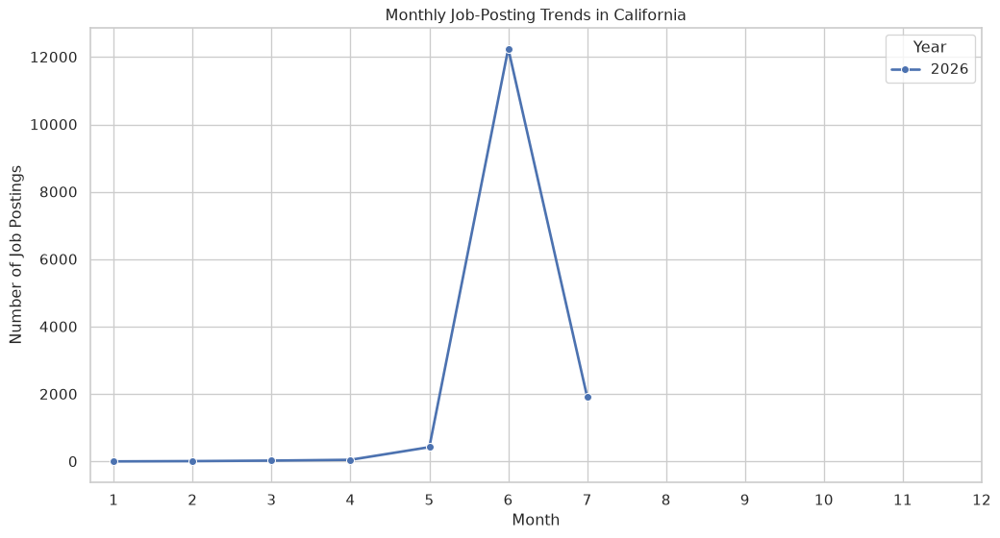 Monthly Job-Posting Trends in California
Year
2026
12000
10000
8000
6000
4000
2000
0
Number of Job Postings
1 2 3 4 5 6 7 8 9 10 11 12
Month